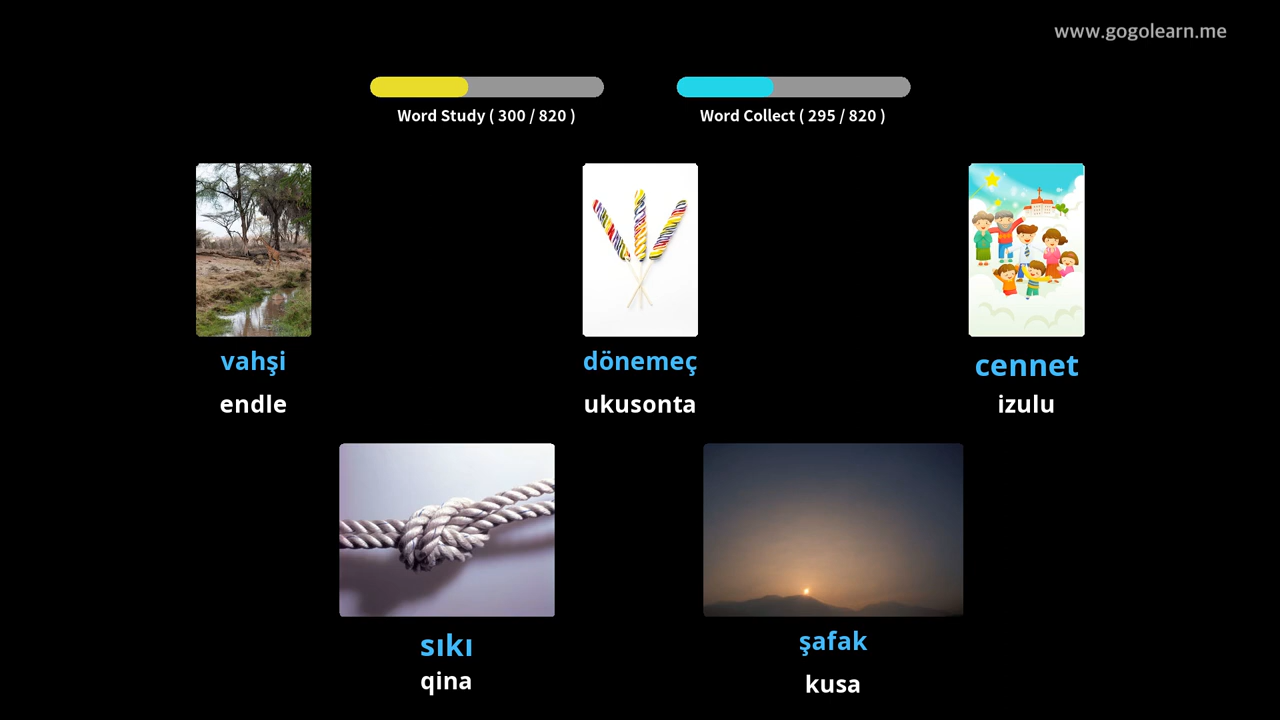 www.gogolearn.me
Word Study ( 300 / 820 )
Word Collect ( 295 / 820 )
vahşi
endle
dönemeç
ukusonta
cennet
izulu
sıkı
qina
şafak
kusa